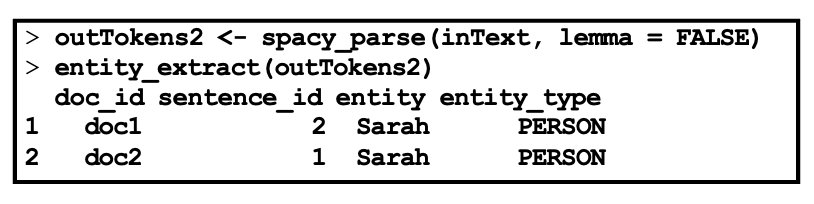 > outTokens2 <- spacy_parse(inText, lemma = FALSE)
> entity_extract(outTokens2)
doc_id sentence_id entity entity_type
1 doc1 2 Sarah PERSON
2 doc2 1 Sarah PERSON